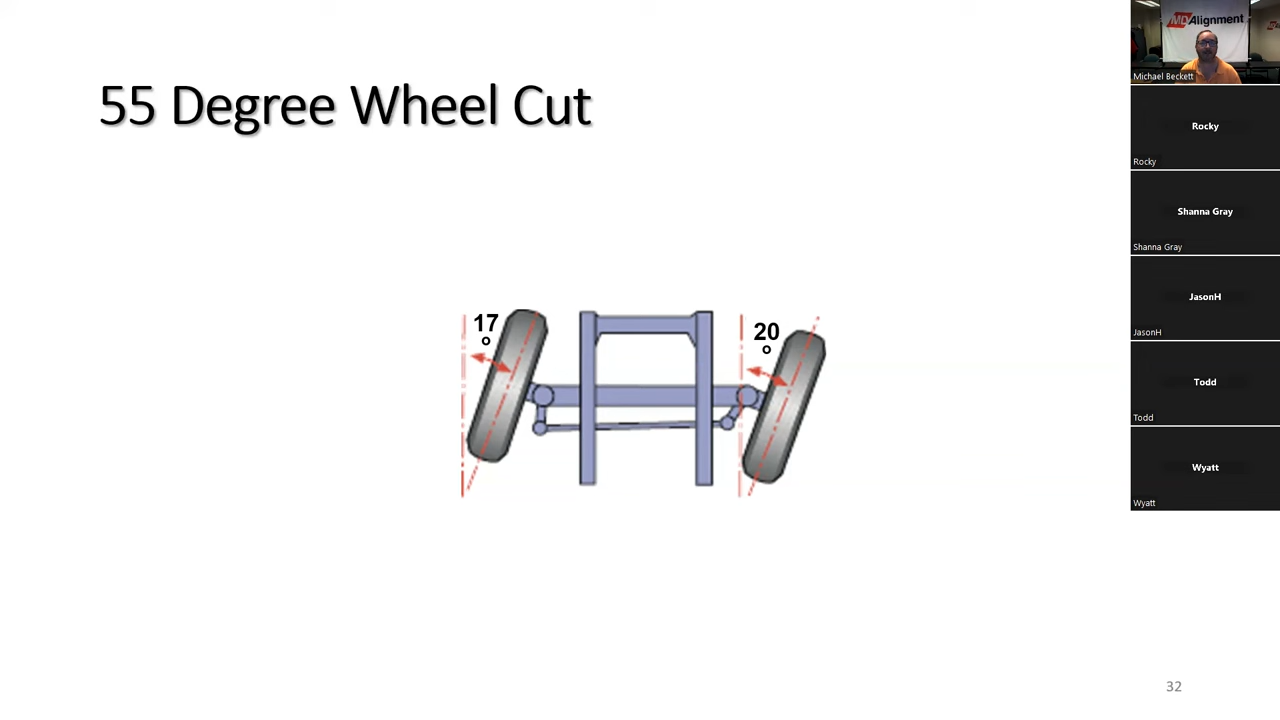 55 Degree Wheel Cut
17
°
20
°
32
MDAlignment
Michael Beckett
Rocky
Rocky
Shanna Gray
Shanna Gray
JasonH
JasonH
Todd
Todd
Wyatt
Wyatt